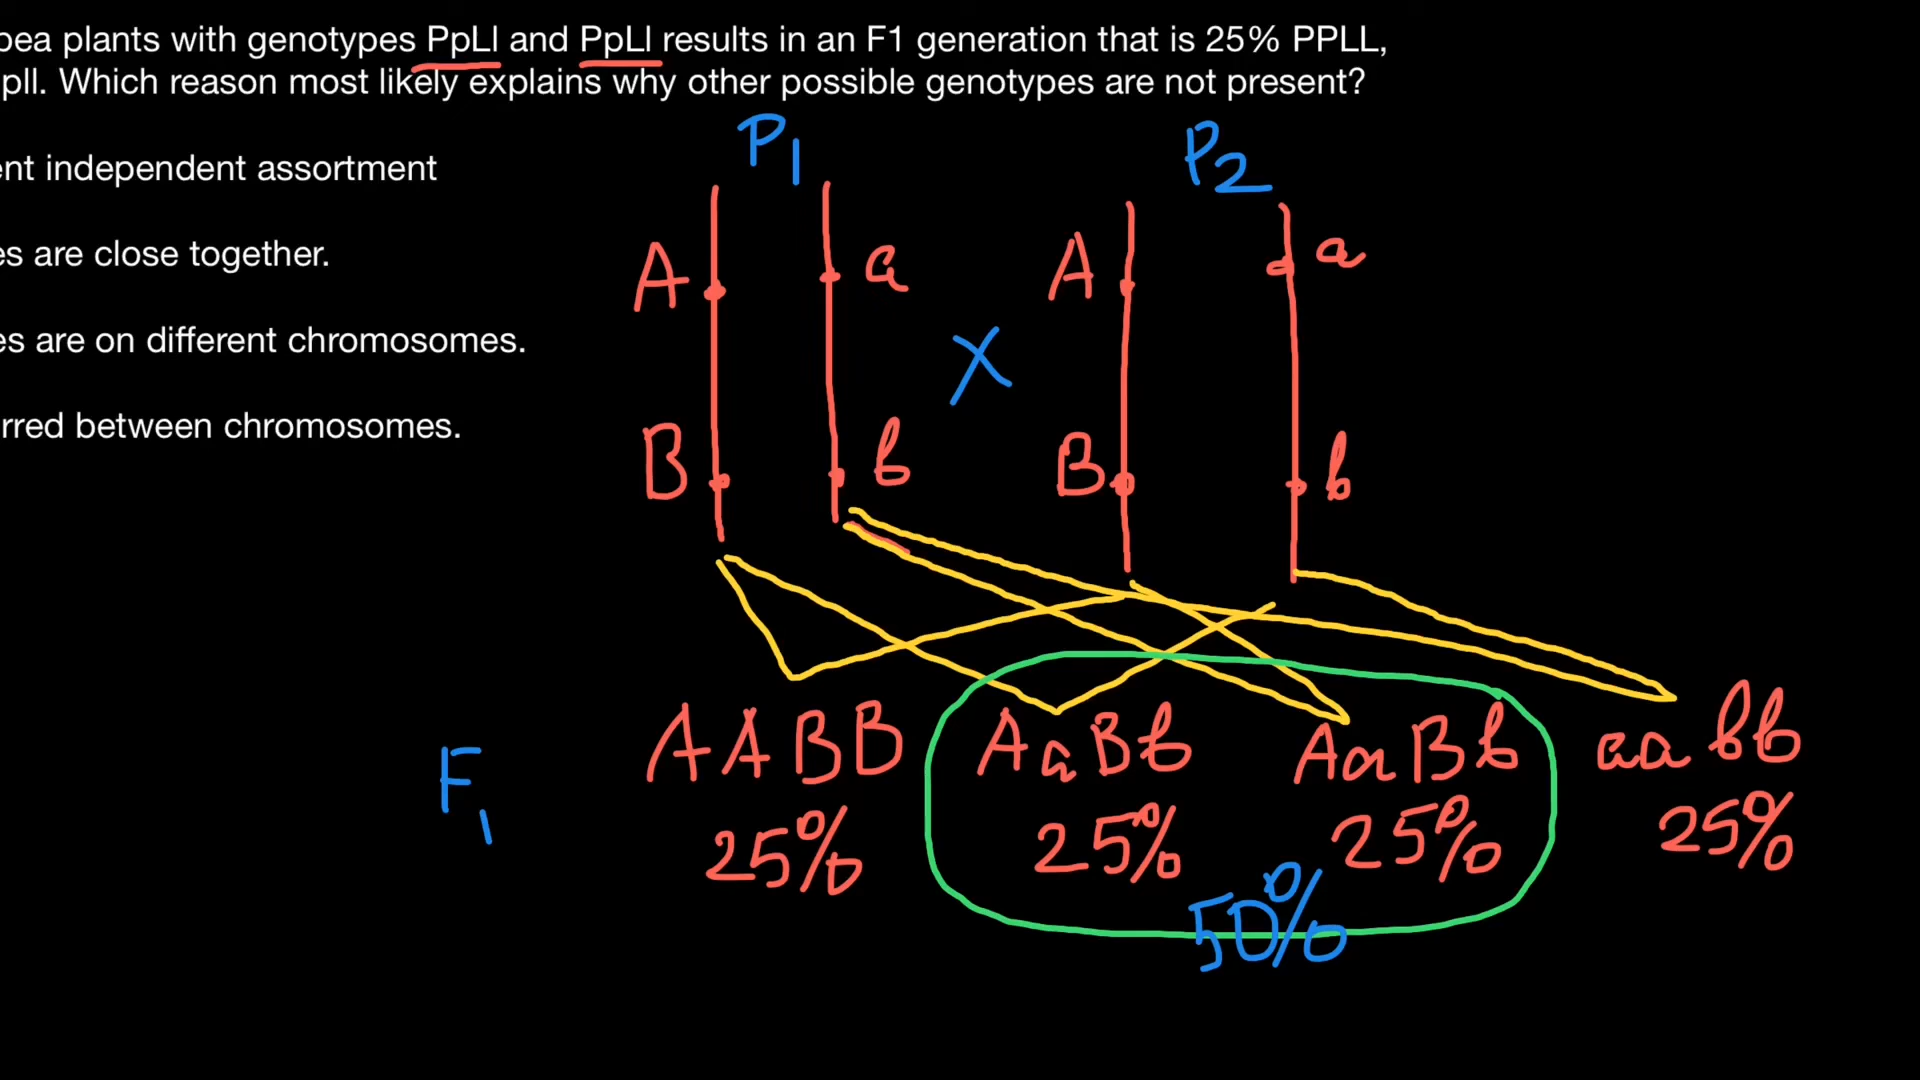 pea plants with genotypes PpLl and PpLl results in an F1 generation that is 25% PPLL,
pll. Which reason most likely explains why other possible genotypes are not present?
P1 P2
ent independent assortment
es are close together.
A a A a
es are on different chromosomes.
X
rred between chromosomes.
B b B b
F1
AABB AaBb AaBb aabb
25% 25% 25% 25%
50%